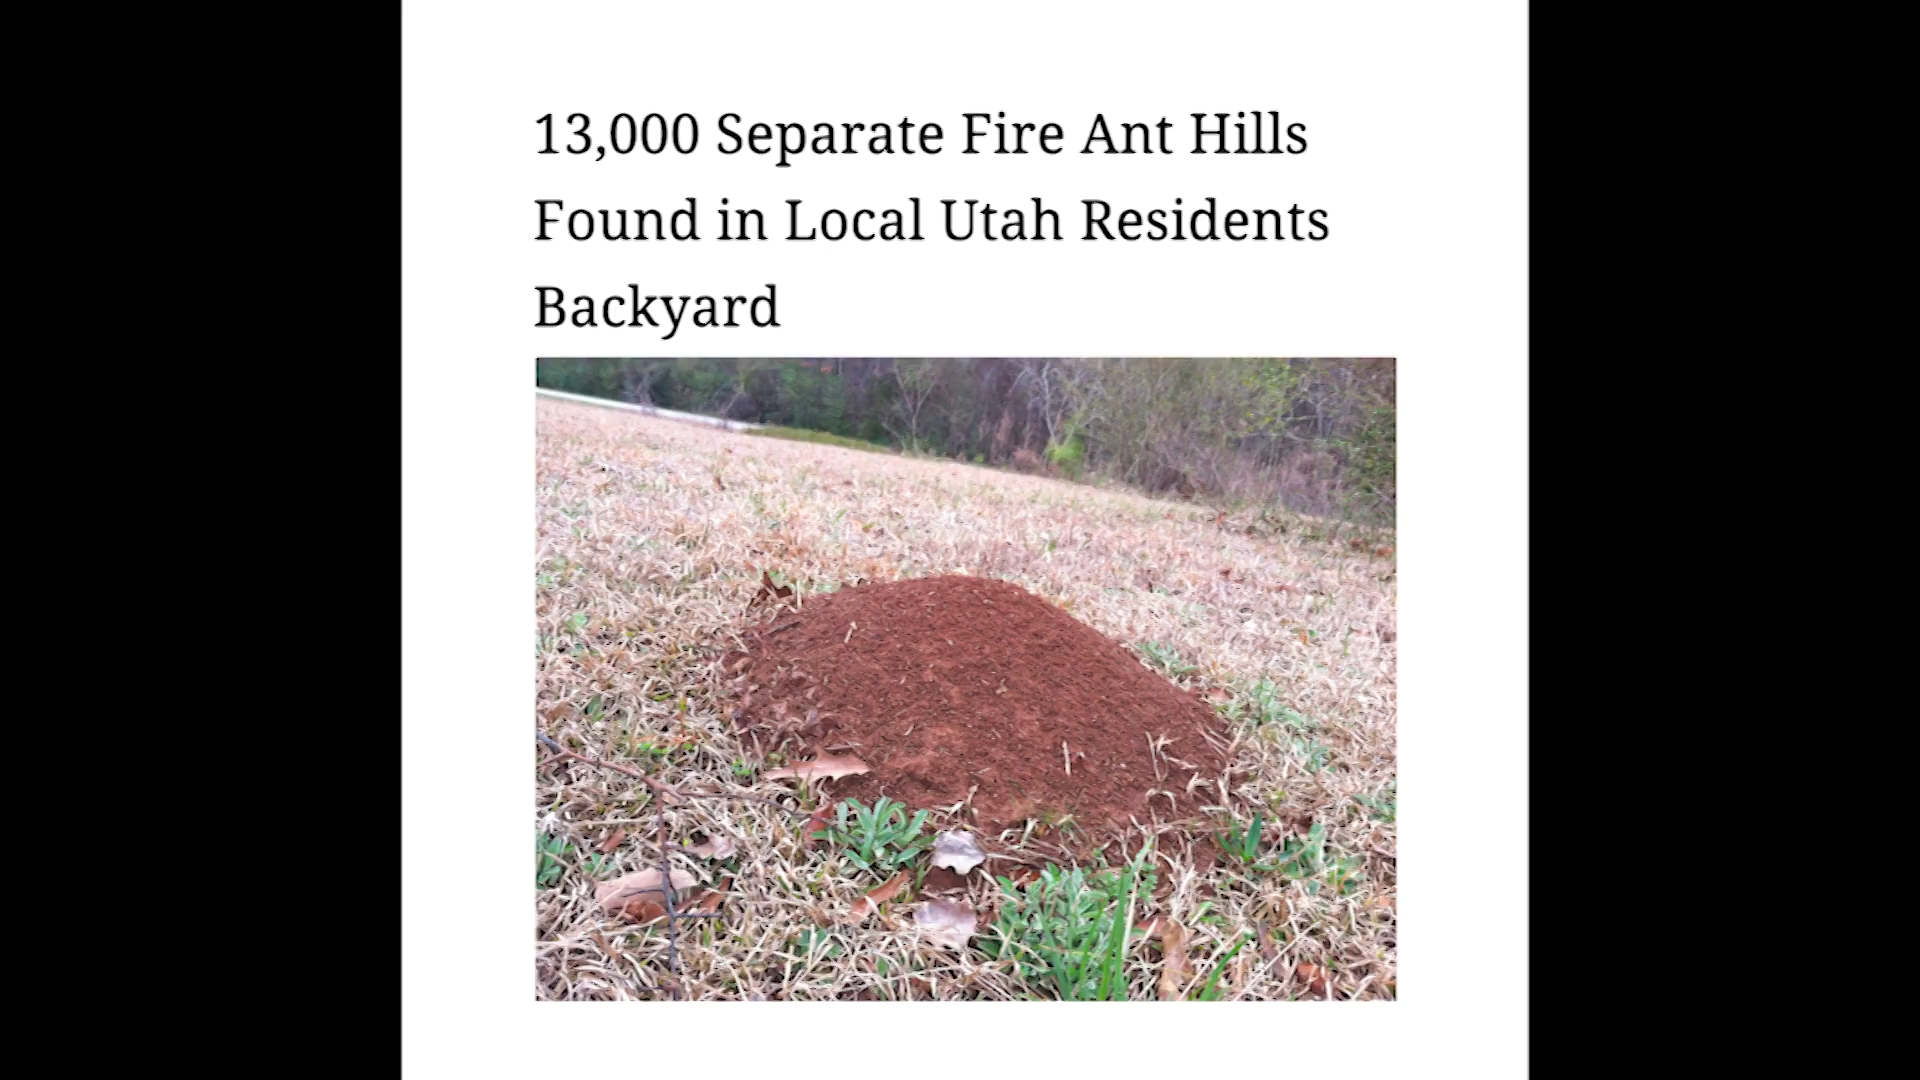 13,000 Separate Fire Ant Hills
Found in Local Utah Residents
Backyard